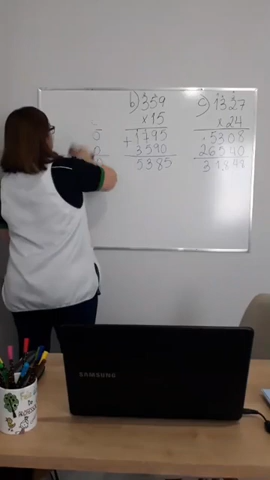 b) 359
x 15
1795
+ 3590
5385
c) 1327
x 24
5308
26540
31848
SAMSUNG